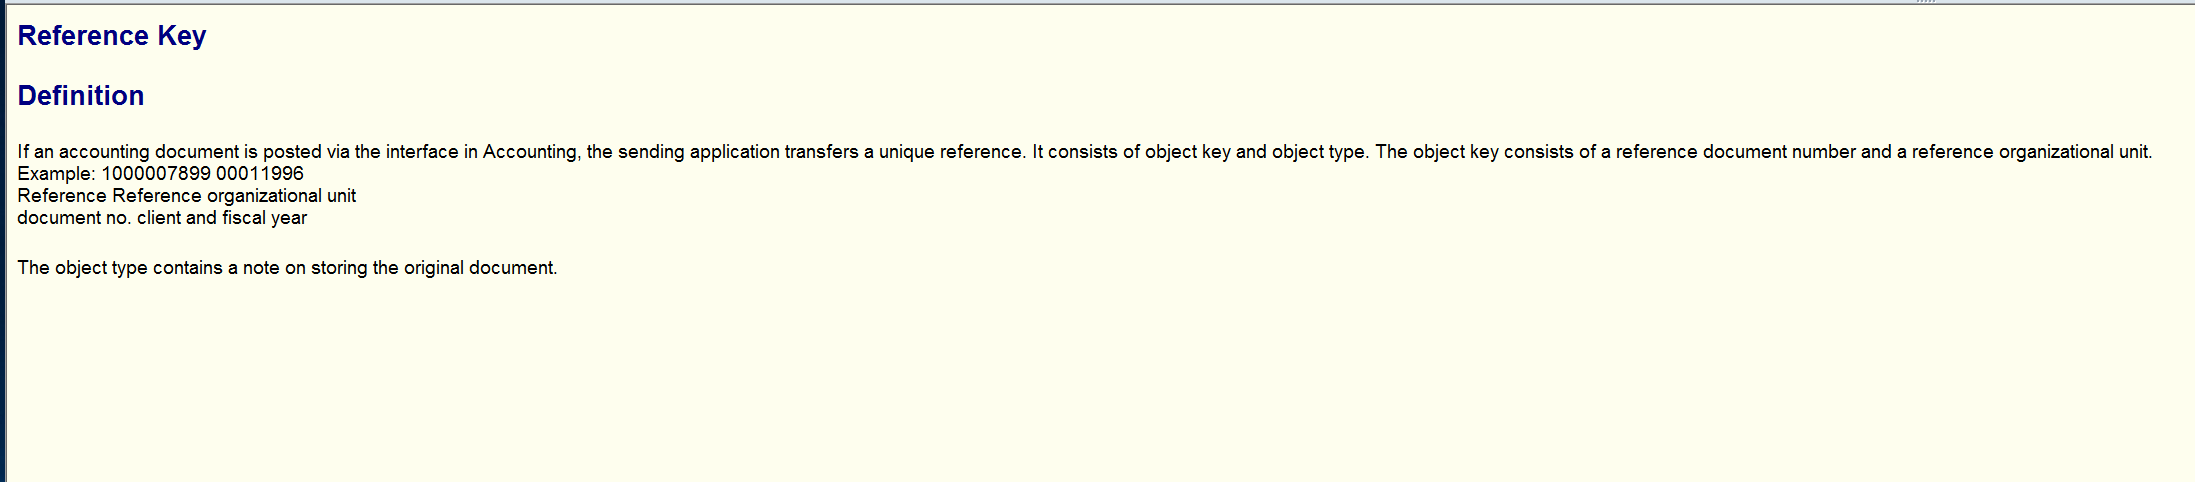 Reference Key
Definition
If an accounting document is posted via the interface in Accounting, the sending application transfers a unique reference. It consists of object key and object type. The object key consists of a reference document number and a reference organizational unit.
Example: 1000007899 00011996
Reference Reference organizational unit
document no. client and fiscal year
The object type contains a note on storing the original document.